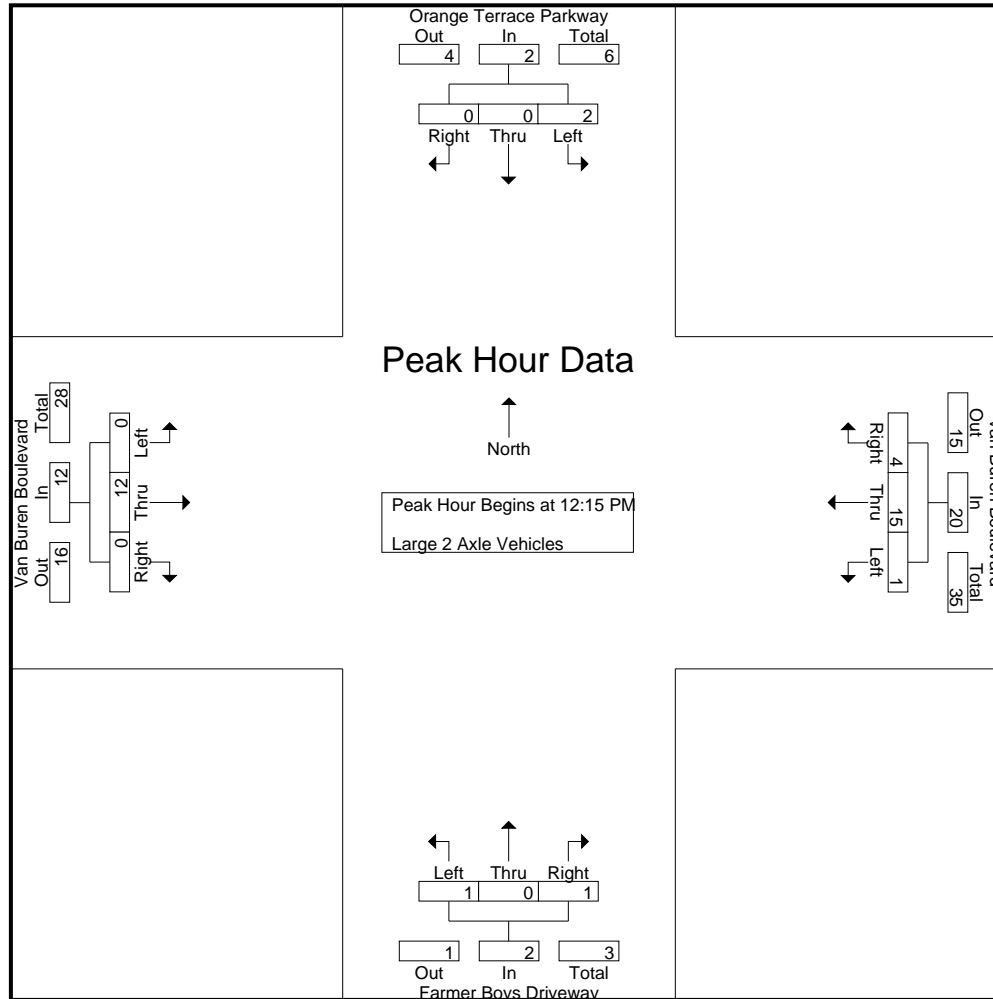 Orange Terrace Parkway
Out In Total
4 2 6
0 0 2
Right Thru Left
Peak Hour Data
North
Peak Hour Begins at 12:15 PM
Large 2 Axle Vehicles
Van Buren Boulevard
Total In Out
28 12 16
0 12 0
Left Thru Right
Van Buren Boulevard
Out In Total
15 20 35
4 15 1
Right Thru Left
Left Thru Right
1 0 1
1 2 3
Out In Total
Farmer Boys Driveway